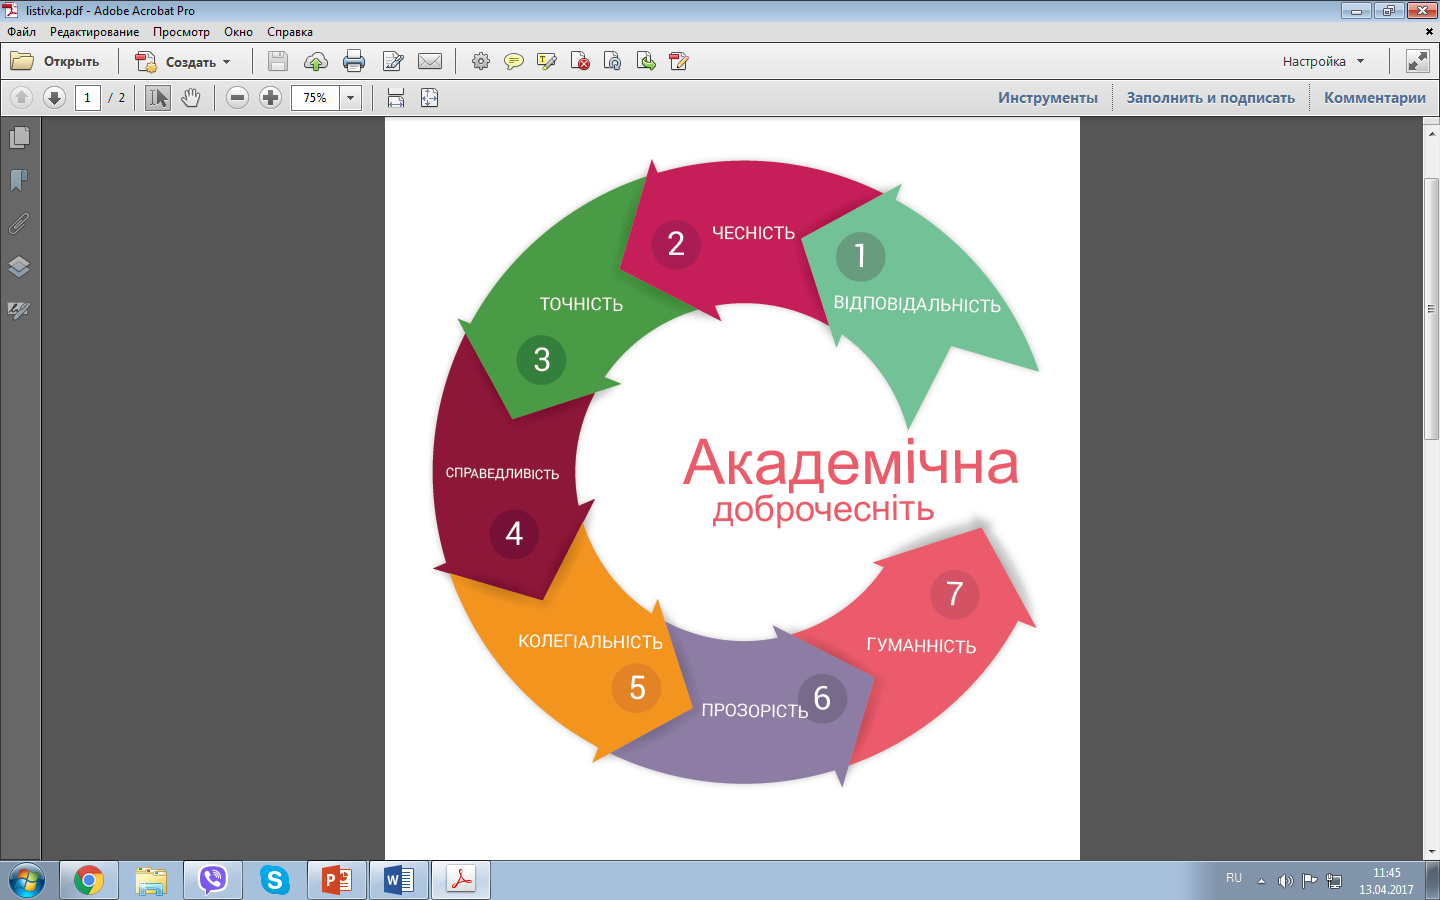 listivka.pdf - Adobe Acrobat Pro
Файл Редактирование Просмотр Окно Справка
Открыть Создать Настройка
1 / 2 75% Инструменты Заполнить и подписать Комментарии
2 ЧЕСНІСТЬ
1
ВІДПОВІДАЛЬНІСТЬ
ТОЧНІСТЬ
3
СПРАВЕДЛИВІСТЬ
4
Академічна
доброчесніть
КОЛЕГІАЛЬНІСТЬ
5
ПРОЗОРІСТЬ 6
7
ГУМАННІСТЬ
RU 11:45
13.04.2017